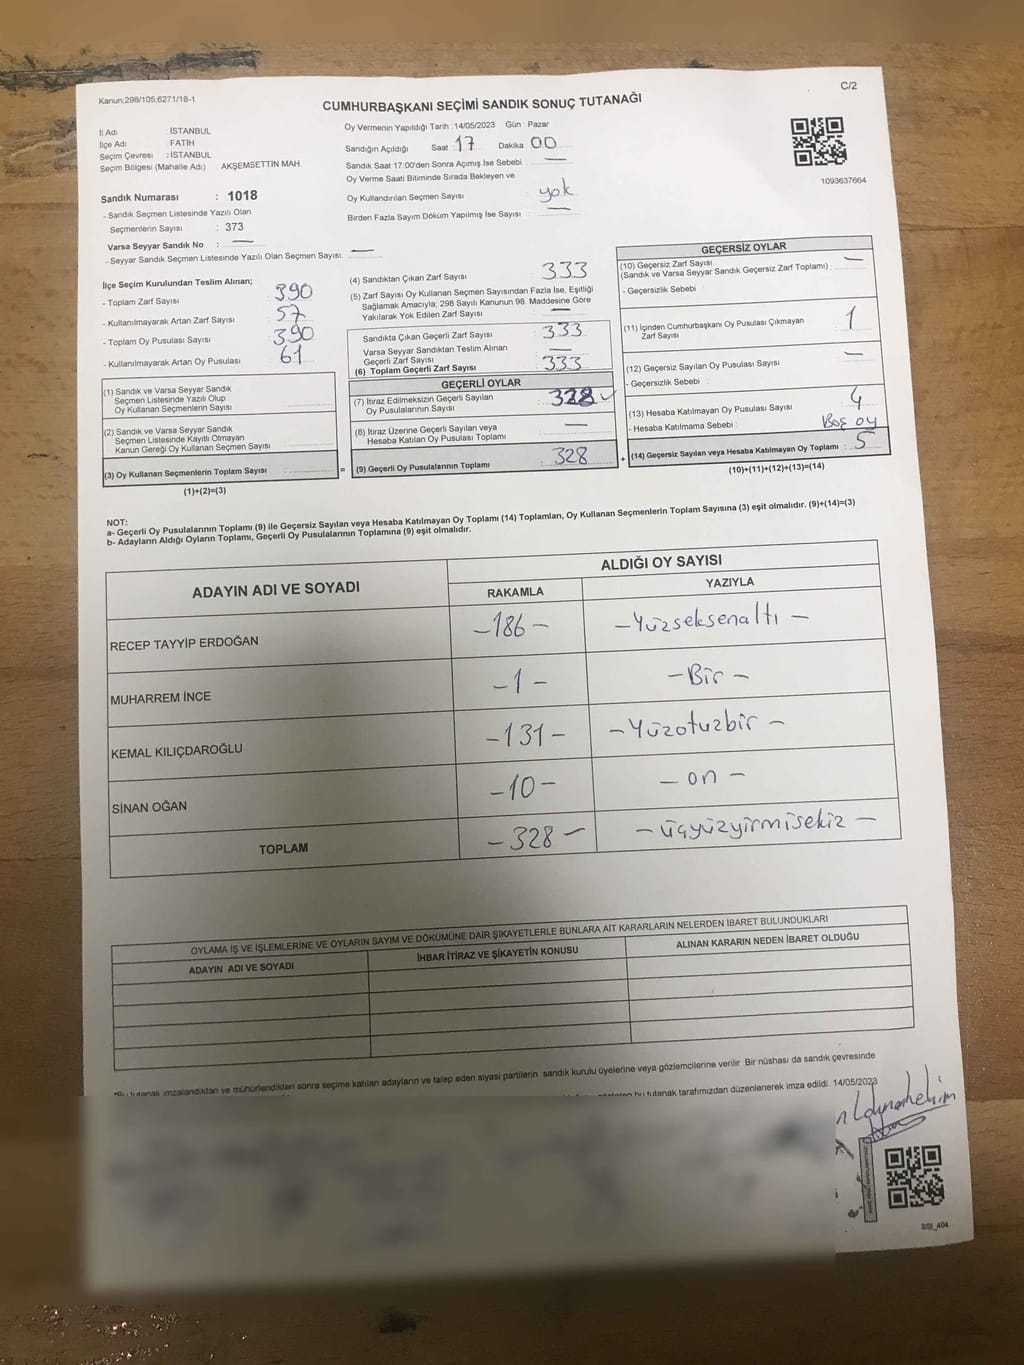 Kanun;298/105;6271/18-1
C/2
CUMHURBAŞKANI SEÇİMİ SANDIK SONUÇ TUTANAĞI
İl Adı : İSTANBUL
İlçe Adı : FATİH
Seçim Çevresi : İSTANBUL
Seçim Bölgesi (Mahalle Adı) : AKŞEMSETTİN MAH.
Sandık Numarası : 1018
- Sandık Seçmen Listesinde Yazılı Olan
Seçmenlerin Sayısı : 373
Varsa Seyyar Sandık No : —
- Seyyar Sandık Seçmen Listesinde Yazılı Olan Seçmen Sayısı: —
Oy Vermenin Yapıldığı Tarih :14/05/2023 Gün : Pazar
Sandığın Açıldığı Saat : 17 Dakika : 00
Sandık Saat 17:00'den Sonra Açımış İse Sebebi : —
Oy Verme Saati Bitiminde Sırada Bekleyen ve
Oy Kullandırılan Seçmen Sayısı : yok
Birden Fazla Sayım Döküm Yapılmış İse Sayısı : —
1093637664
İlçe Seçim Kurulundan Teslim Alınan;
- Toplam Zarf Sayısı : 390
- Kullanılmayarak Artan Zarf Sayısı : 57
- Toplam Oy Pusulası Sayısı : 390
- Kullanılmayarak Artan Oy Pusulası : 61
(1) Sandık ve Varsa Seyyar Sandık
Seçmen Listesinde Yazılı Olup
Oy Kullanan Seçmenlerin Sayısı :
(2) Sandık ve Varsa Seyyar Sandık
Seçmen Listesinde Kayıtlı Olmayan
Kanun Gereği Oy Kullanan Seçmen Sayısı :
(3) Oy Kullanan Seçmenlerin Toplam Sayısı : =
(1)+(2)=(3)
(4) Sandıktan Çıkan Zarf Sayısı : 333
(5) Zarf Sayısı Oy Kullanan Seçmen Sayısından Fazla İse, Eşitliği
Sağlamak Amacıyla; 298 Sayılı Kanunun 98. Maddesine Göre
Yakılarak Yok Edilen Zarf Sayısı : —
Sandıkta Çıkan Geçerli Zarf Sayısı : 333
Varsa Seyyar Sandıktan Teslim Alınan
Geçerli Zarf Sayısı : —
(6) Toplam Geçerli Zarf Sayısı : 333
GEÇERLİ OYLAR
(7) İtiraz Edilmeksizin Geçerli Sayılan
Oy Pusulalarının Sayısı : 328
(8) İtiraz Üzerine Geçerli Sayılan veya
Hesaba Katılan Oy Pusulası Toplamı : —
(9) Geçerli Oy Pusulalarının Toplamı : 328 +
GEÇERSİZ OYLAR
(10) Geçersiz Zarf Sayısı : —
(Sandık ve Varsa Seyyar Sandık Geçersiz Zarf Toplamı)
- Geçersizlik Sebebi :
(11) İçinden Cumhurbaşkanı Oy Pusulası Çıkmayan
Zarf Sayısı : 1
(12) Geçersiz Sayılan Oy Pusulası Sayısı : —
- Geçersizlik Sebebi :
(13) Hesaba Katılmayan Oy Pusulası Sayısı : 4
- Hesaba Katılmama Sebebi : Boş oy
(14) Geçersiz Sayılan veya Hesaba Katılmayan Oy Toplamı : 5
(10)+(11)+(12)+(13)=(14)
NOT:
a- Geçerli Oy Pusulalarının Toplamı (9) ile Geçersiz Sayılan veya Hesaba Katılmayan Oy Toplamı (14) Toplamları, Oy Kullanan Seçmenlerin Toplam Sayısına (3) eşit olmalıdır. (9)+(14)=(3)
b- Adayların Aldığı Oyların Toplamı, Geçerli Oy Pusulalarının Toplamına (9) eşit olmalıdır.
ADAYIN ADI VE SOYADI
ALDIĞI OY SAYISI
RAKAMLA YAZIYLA
RECEP TAYYİP ERDOĞAN -186- -Yüzseksenaltı-
MUHARREM İNCE -1- -Bir-
KEMAL KILIÇDAROĞLU -131- -Yüzotuzbir-
SİNAN OĞAN -10- -on-
TOPLAM -328- -üçyüzyirmisekiz-
OYLAMA İŞ VE İŞLEMLERİNE VE OYLARIN SAYIM VE DÖKÜMÜNE DAİR ŞİKAYETLERLE BUNLARA AİT KARARLARIN NELERDEN İBARET BULUNDUKLARI
ADAYIN ADI VE SOYADI İHBAR İTİRAZ VE ŞİKAYETİN KONUSU ALINAN KARARIN NEDEN İBARET OLDUĞU
*Bu tutanak imzalandıktan ve mühürlendikten sonra seçime katılan adayların ve talep eden siyasi partilerin sandık kurulu üyelerine veya gözlemcilerine verilir. Bir nüshası da sandık çevresinde
bu tutanak tarafımızdan düzenlenerek imza edildi. 14/05/2023
SSI_404